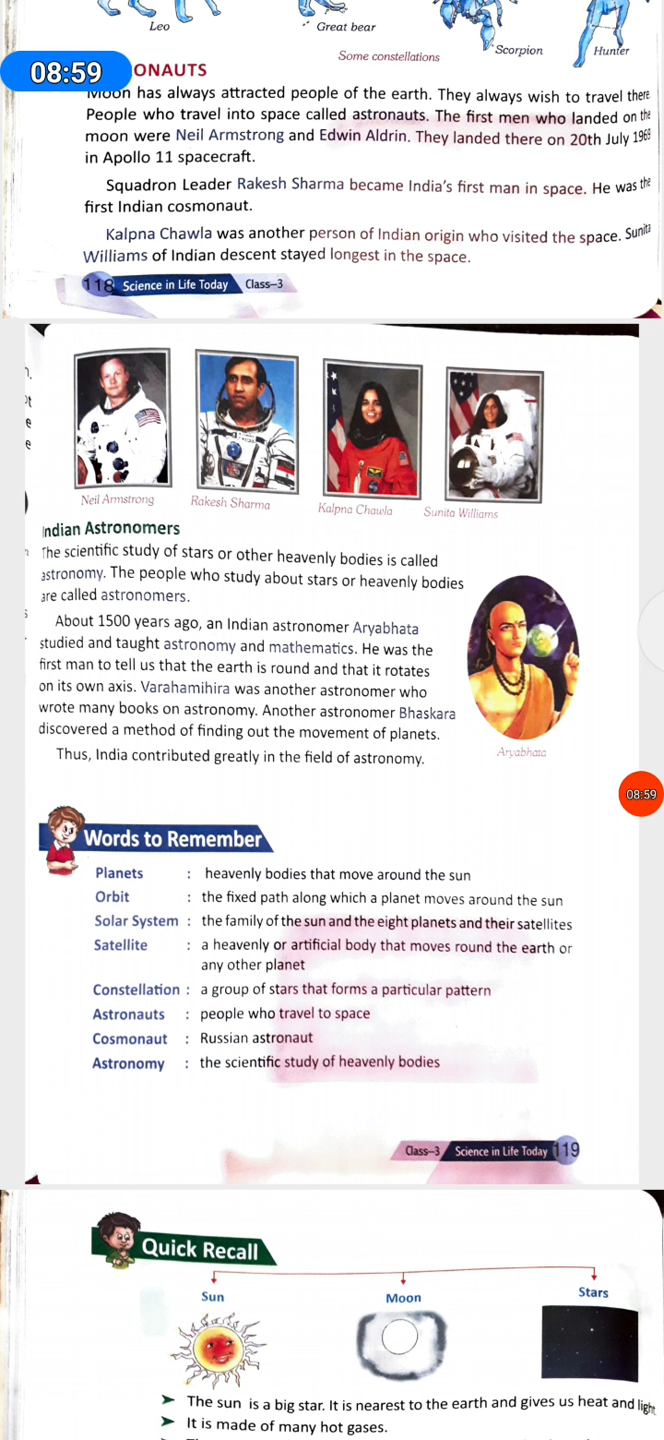 Leo
Great bear
Scorpion
Hunter
Some constellations
08:59
ONAUTS
Moon has always attracted people of the earth. They always wish to travel there
People who travel into space called astronauts. The first men who landed on the
moon were Neil Armstrong and Edwin Aldrin. They landed there on 20th July 1969
in Apollo 11 spacecraft.
Squadron Leader Rakesh Sharma became India's first man in space. He was the
first Indian cosmonaut.
Kalpna Chawla was another person of Indian origin who visited the space. Sunita
Williams of Indian descent stayed longest in the space.
118 Science in Life Today Class–3
Neil Armstrong
Rakesh Sharma
Kalpna Chawla
Sunita Williams
Indian Astronomers
The scientific study of stars or other heavenly bodies is called
astronomy. The people who study about stars or heavenly bodies
are called astronomers.
About 1500 years ago, an Indian astronomer Aryabhata
studied and taught astronomy and mathematics. He was the
first man to tell us that the earth is round and that it rotates
on its own axis. Varahamihira was another astronomer who
wrote many books on astronomy. Another astronomer Bhaskara
discovered a method of finding out the movement of planets.
Thus, India contributed greatly in the field of astronomy.
Aryabhata
08:59
Words to Remember
Planets : heavenly bodies that move around the sun
Orbit : the fixed path along which a planet moves around the sun
Solar System : the family of the sun and the eight planets and their satellites
Satellite : a heavenly or artificial body that moves round the earth or
any other planet
Constellation : a group of stars that forms a particular pattern
Astronauts : people who travel to space
Cosmonaut : Russian astronaut
Astronomy : the scientific study of heavenly bodies
Class–3 Science in Life Today 119
Quick Recall
Sun
Moon
Stars
➤ The sun is a big star. It is nearest to the earth and gives us heat and light
➤ It is made of many hot gases.